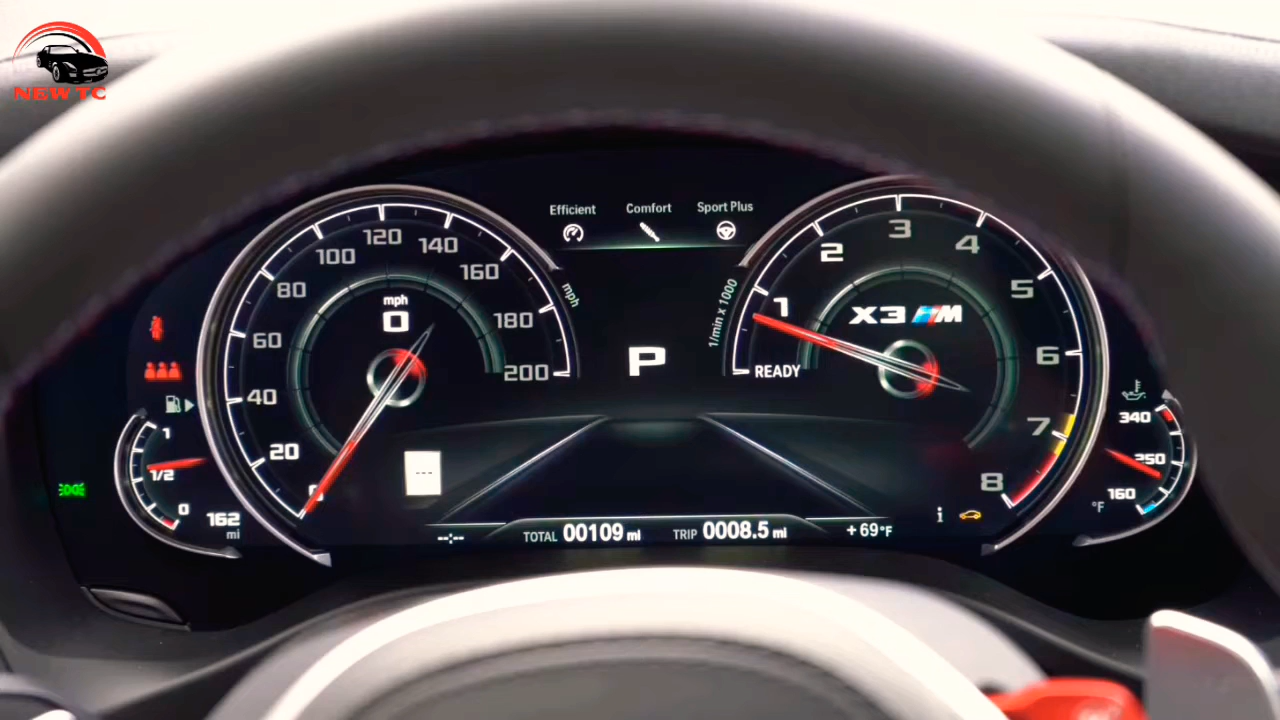 NEW TC
Efficient Comfort Sport Plus
mph
0
mph
0
20
40
60
80
100
120
140
160
180
200
P
1/min x 1000
READY
1
2
3
4
5
6
7
8
X3 M
1
1/2
0
162
mi
340
250
160
°F
---
--:--
TOTAL 00109 mi
TRIP 0008.5 mi
+69°F
i